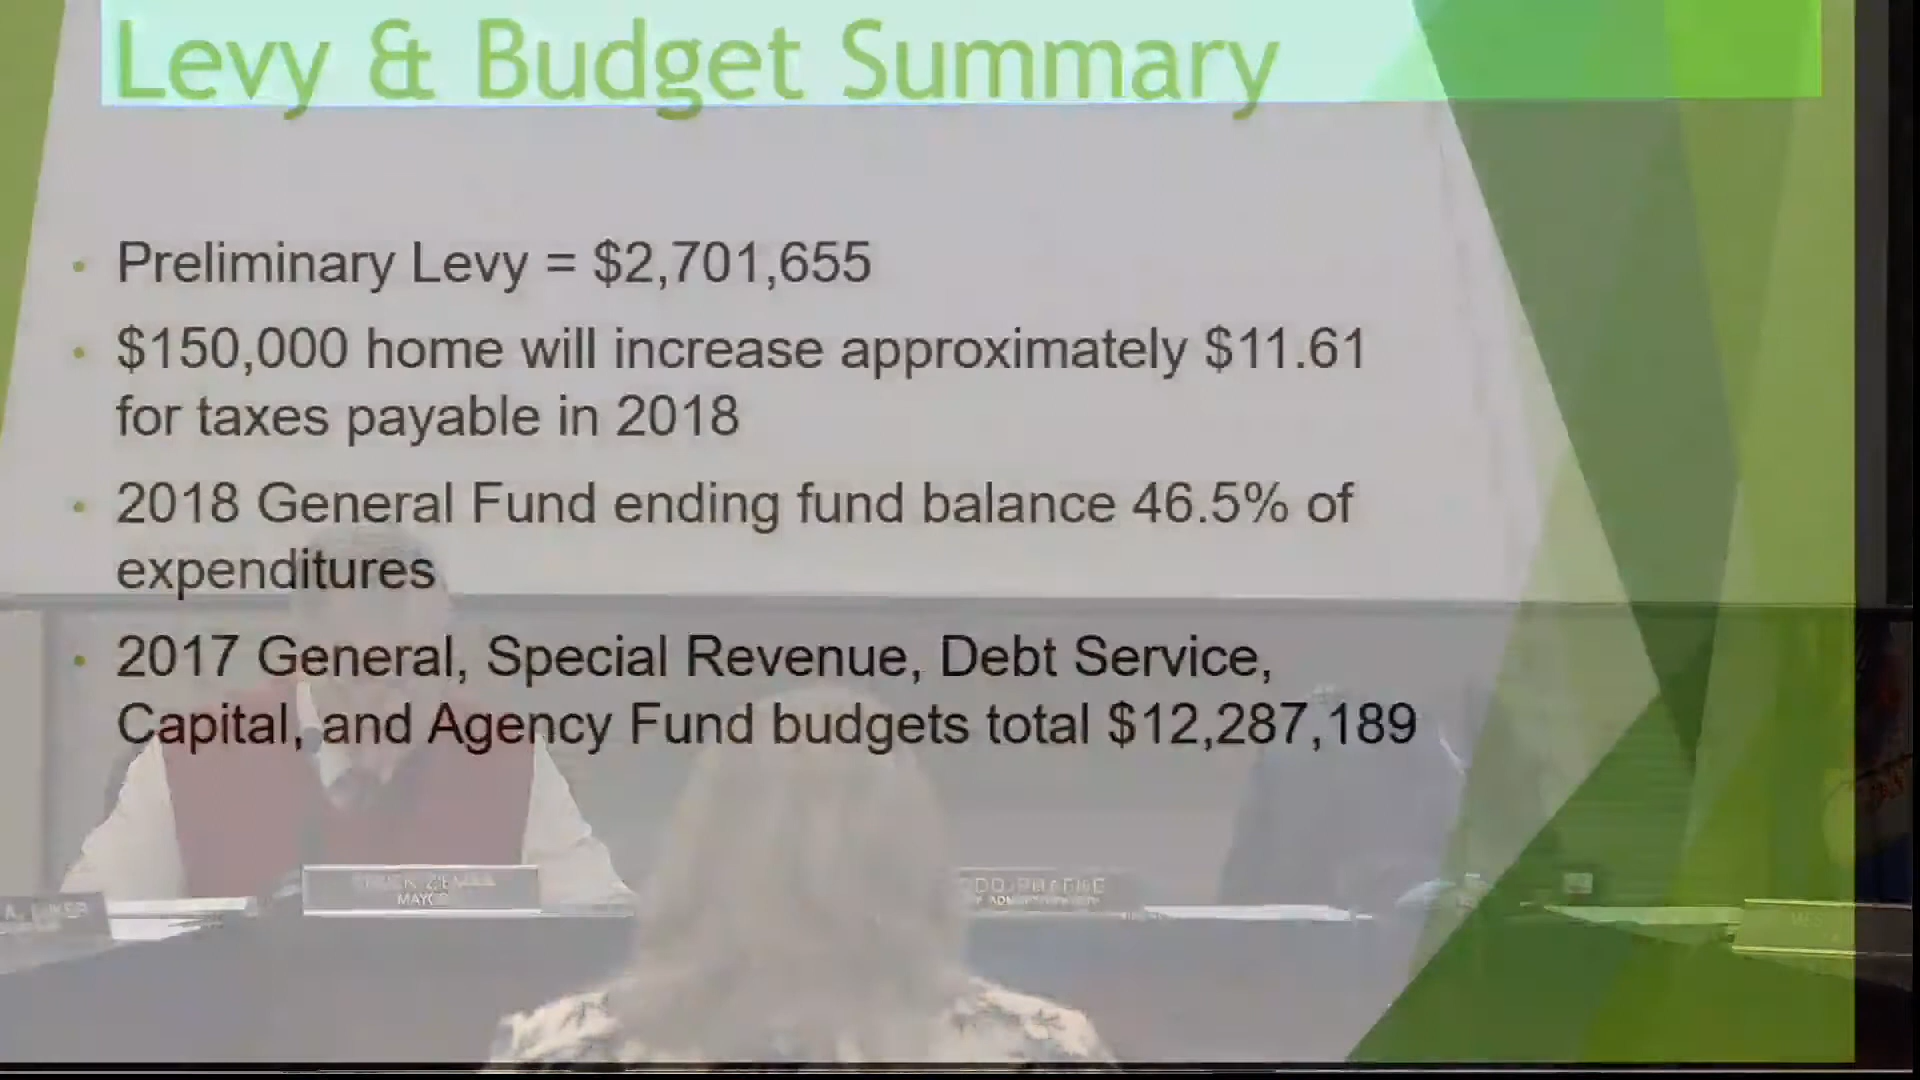 Levy & Budget Summary
• Preliminary Levy = $2,701,655
• $150,000 home will increase approximately $11.61
for taxes payable in 2018
• 2018 General Fund ending fund balance 46.5% of
expenditures
• 2017 General, Special Revenue, Debt Service,
Capital, and Agency Fund budgets total $12,287,189
MAYOR